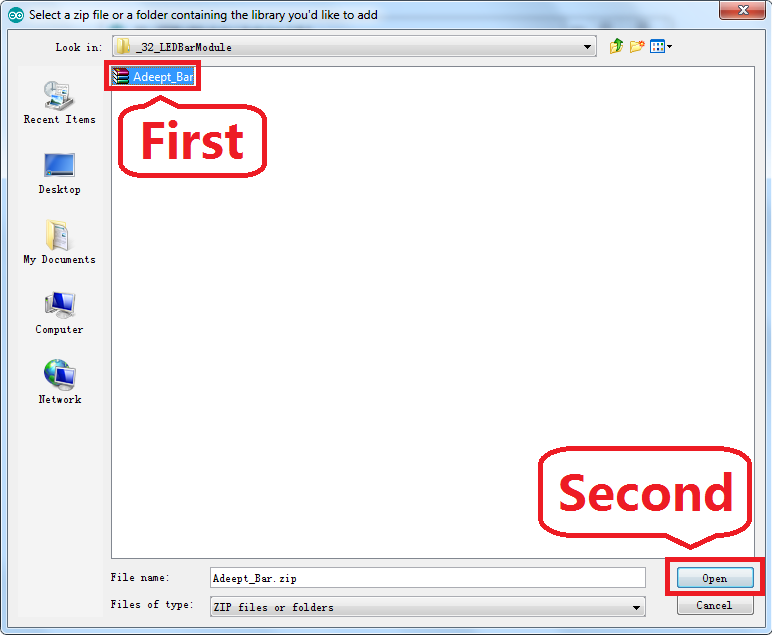 Select a zip file or a folder containing the library you'd like to add
Look in: _32_LEDBarModule
Adeept_Bar
First
Recent Items
Desktop
My Documents
Computer
Network
Second
File name: Adeept_Bar.zip
Open
Files of type: ZIP files or folders
Cancel